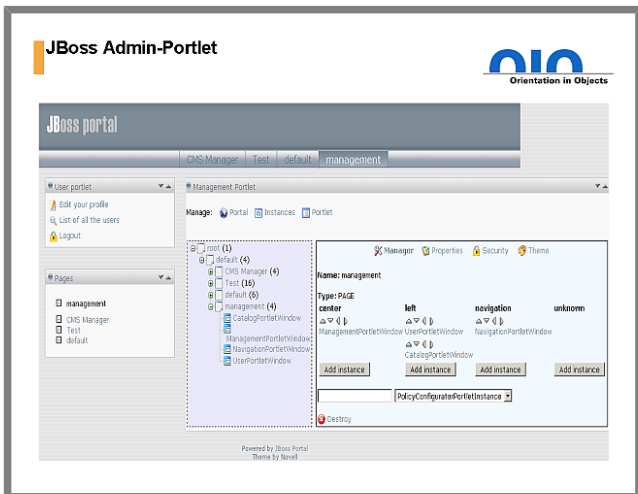 JBoss Admin-Portlet
OIO
Orientation in Objects
JBoss portal
CMS Manager Test default management
User portlet
Edit your profile
List of all the users
Logout
Pages
management
CMS Manager
Test
default
Management Portlet
Manage: Portal Instances Portlet
root (1)
default (4)
CMS Manager (4)
Test (16)
default (6)
management (4)
CatalogPortletWindow
ManagementPortletWindow
NavigationPortletWindow
UserPortletWindow
Manager Properties Security Theme
Name: management
Type: PAGE
center left navigation unknown
ManagementPortletWindow UserPortletWindow NavigationPortletWindow
CatalogPortletWindow
Add instance Add instance Add instance Add instance
PolicyConfiguratorPortletInstance
Destroy
Powered by JBoss Portal
Theme by Novell